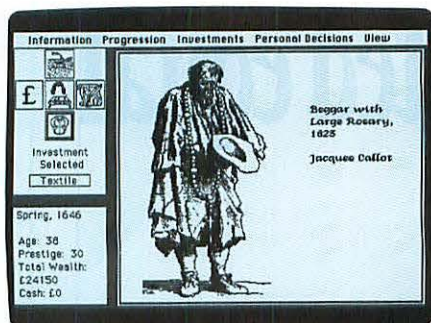 Information Progression Investments Personal Decisions View
£
Investment
Selected
Textile
Spring, 1646
Age: 38
Prestige: 30
Total Wealth:
£24150
Cash: £0
Beggar with
Large Rosary,
1623
Jacques Callot